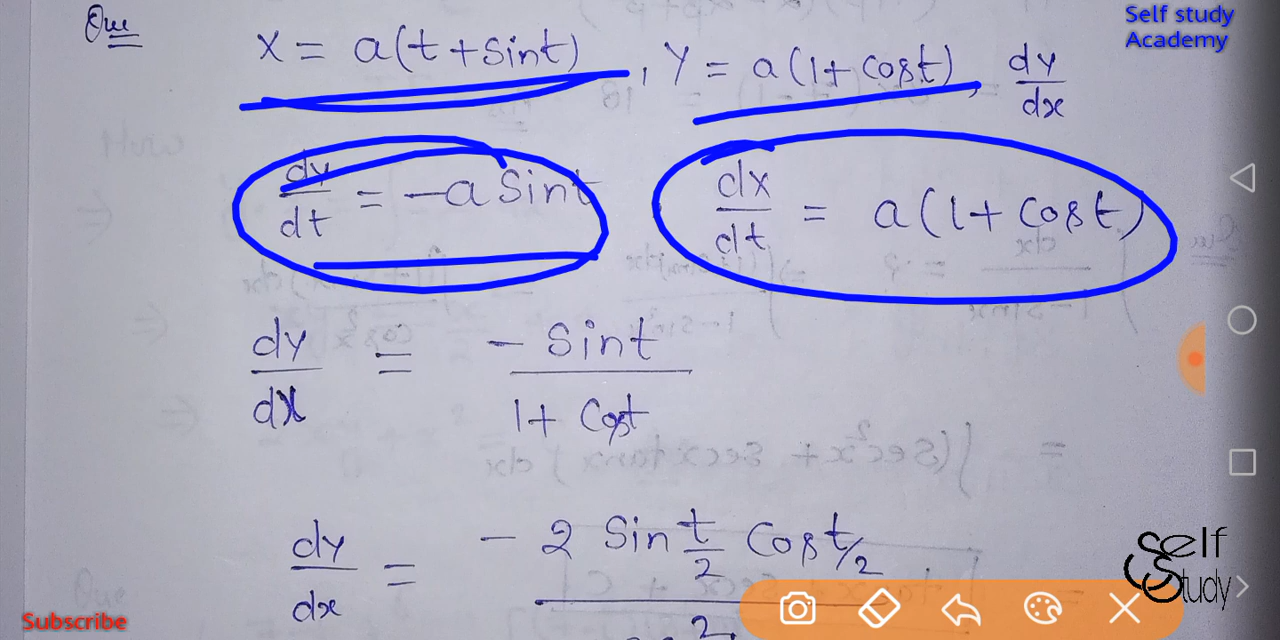 Que
Self study
Academy
x = a(t + Sint), Y = a(1 + Cost), dy/dx
dy/dt = -a Sint
dx/dt = a(1 + Cost)
dy/dx = - Sint / 1 + Cost
dy/dx = - 2 Sin t/2 Cos t/2
Self
Study
Subscribe